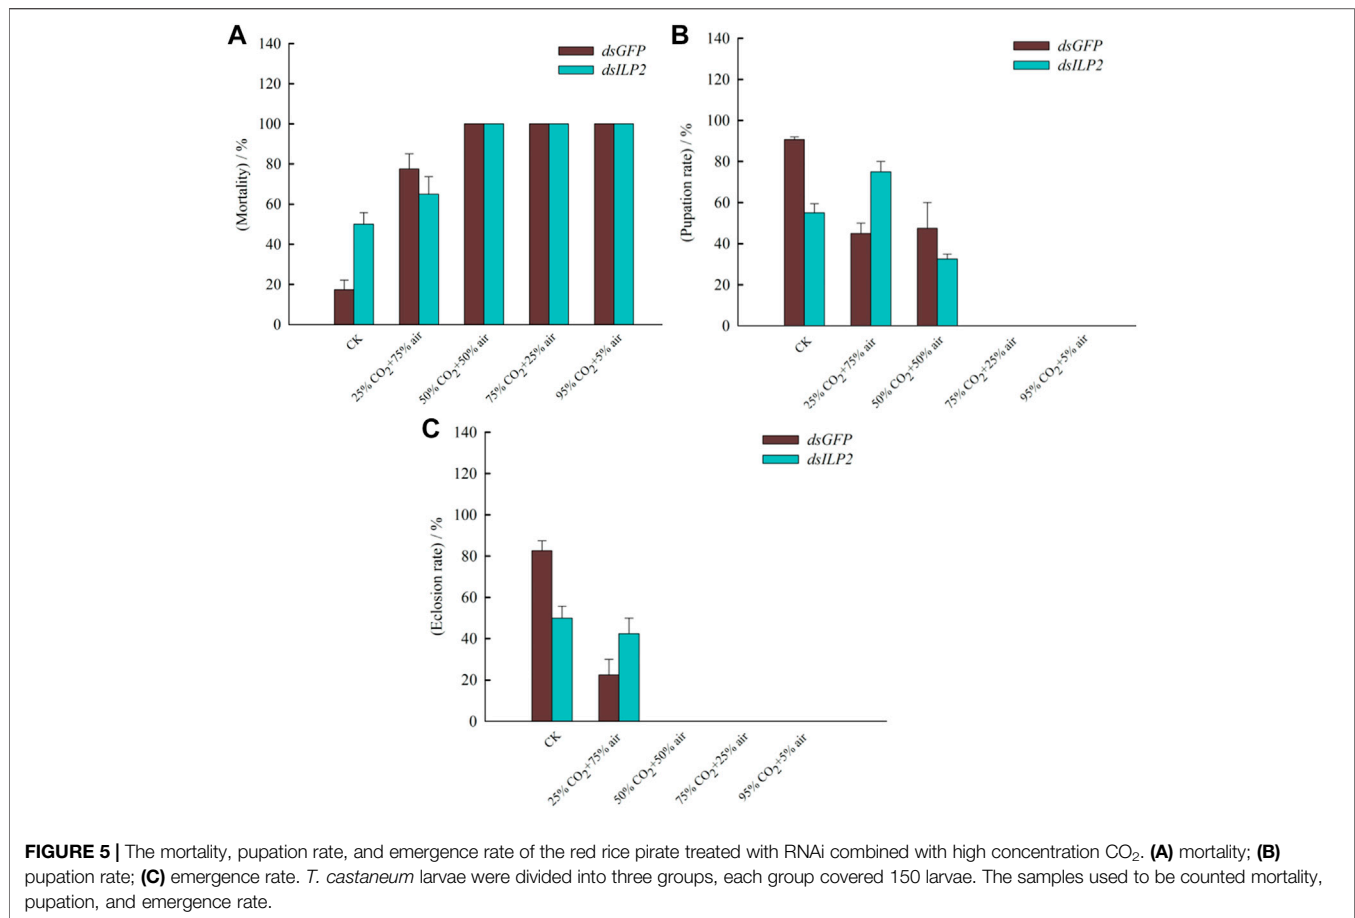 A
140
120
100
80
60
40
20
0
(Mortality) / %
dsGFP
dsILP2
CK
25% CO2+75% air
50% CO2+50% air
75% CO2+25% air
95% CO2+5% air
B
140
120
100
80
60
40
20
0
(Pupation rate) / %
dsGFP
dsILP2
CK
25% CO2+75% air
50% CO2+50% air
75% CO2+25% air
95% CO2+5% air
C
140
120
100
80
60
40
20
0
(Eclosion rate) / %
dsGFP
dsILP2
CK
25% CO2+75% air
50% CO2+50% air
75% CO2+25% air
95% CO2+5% air
FIGURE 5 | The mortality, pupation rate, and emergence rate of the red rice pirate treated with RNAi combined with high concentration CO2. (A) mortality; (B)
pupation rate; (C) emergence rate. T. castaneum larvae were divided into three groups, each group covered 150 larvae. The samples used to be counted mortality,
pupation, and emergence rate.